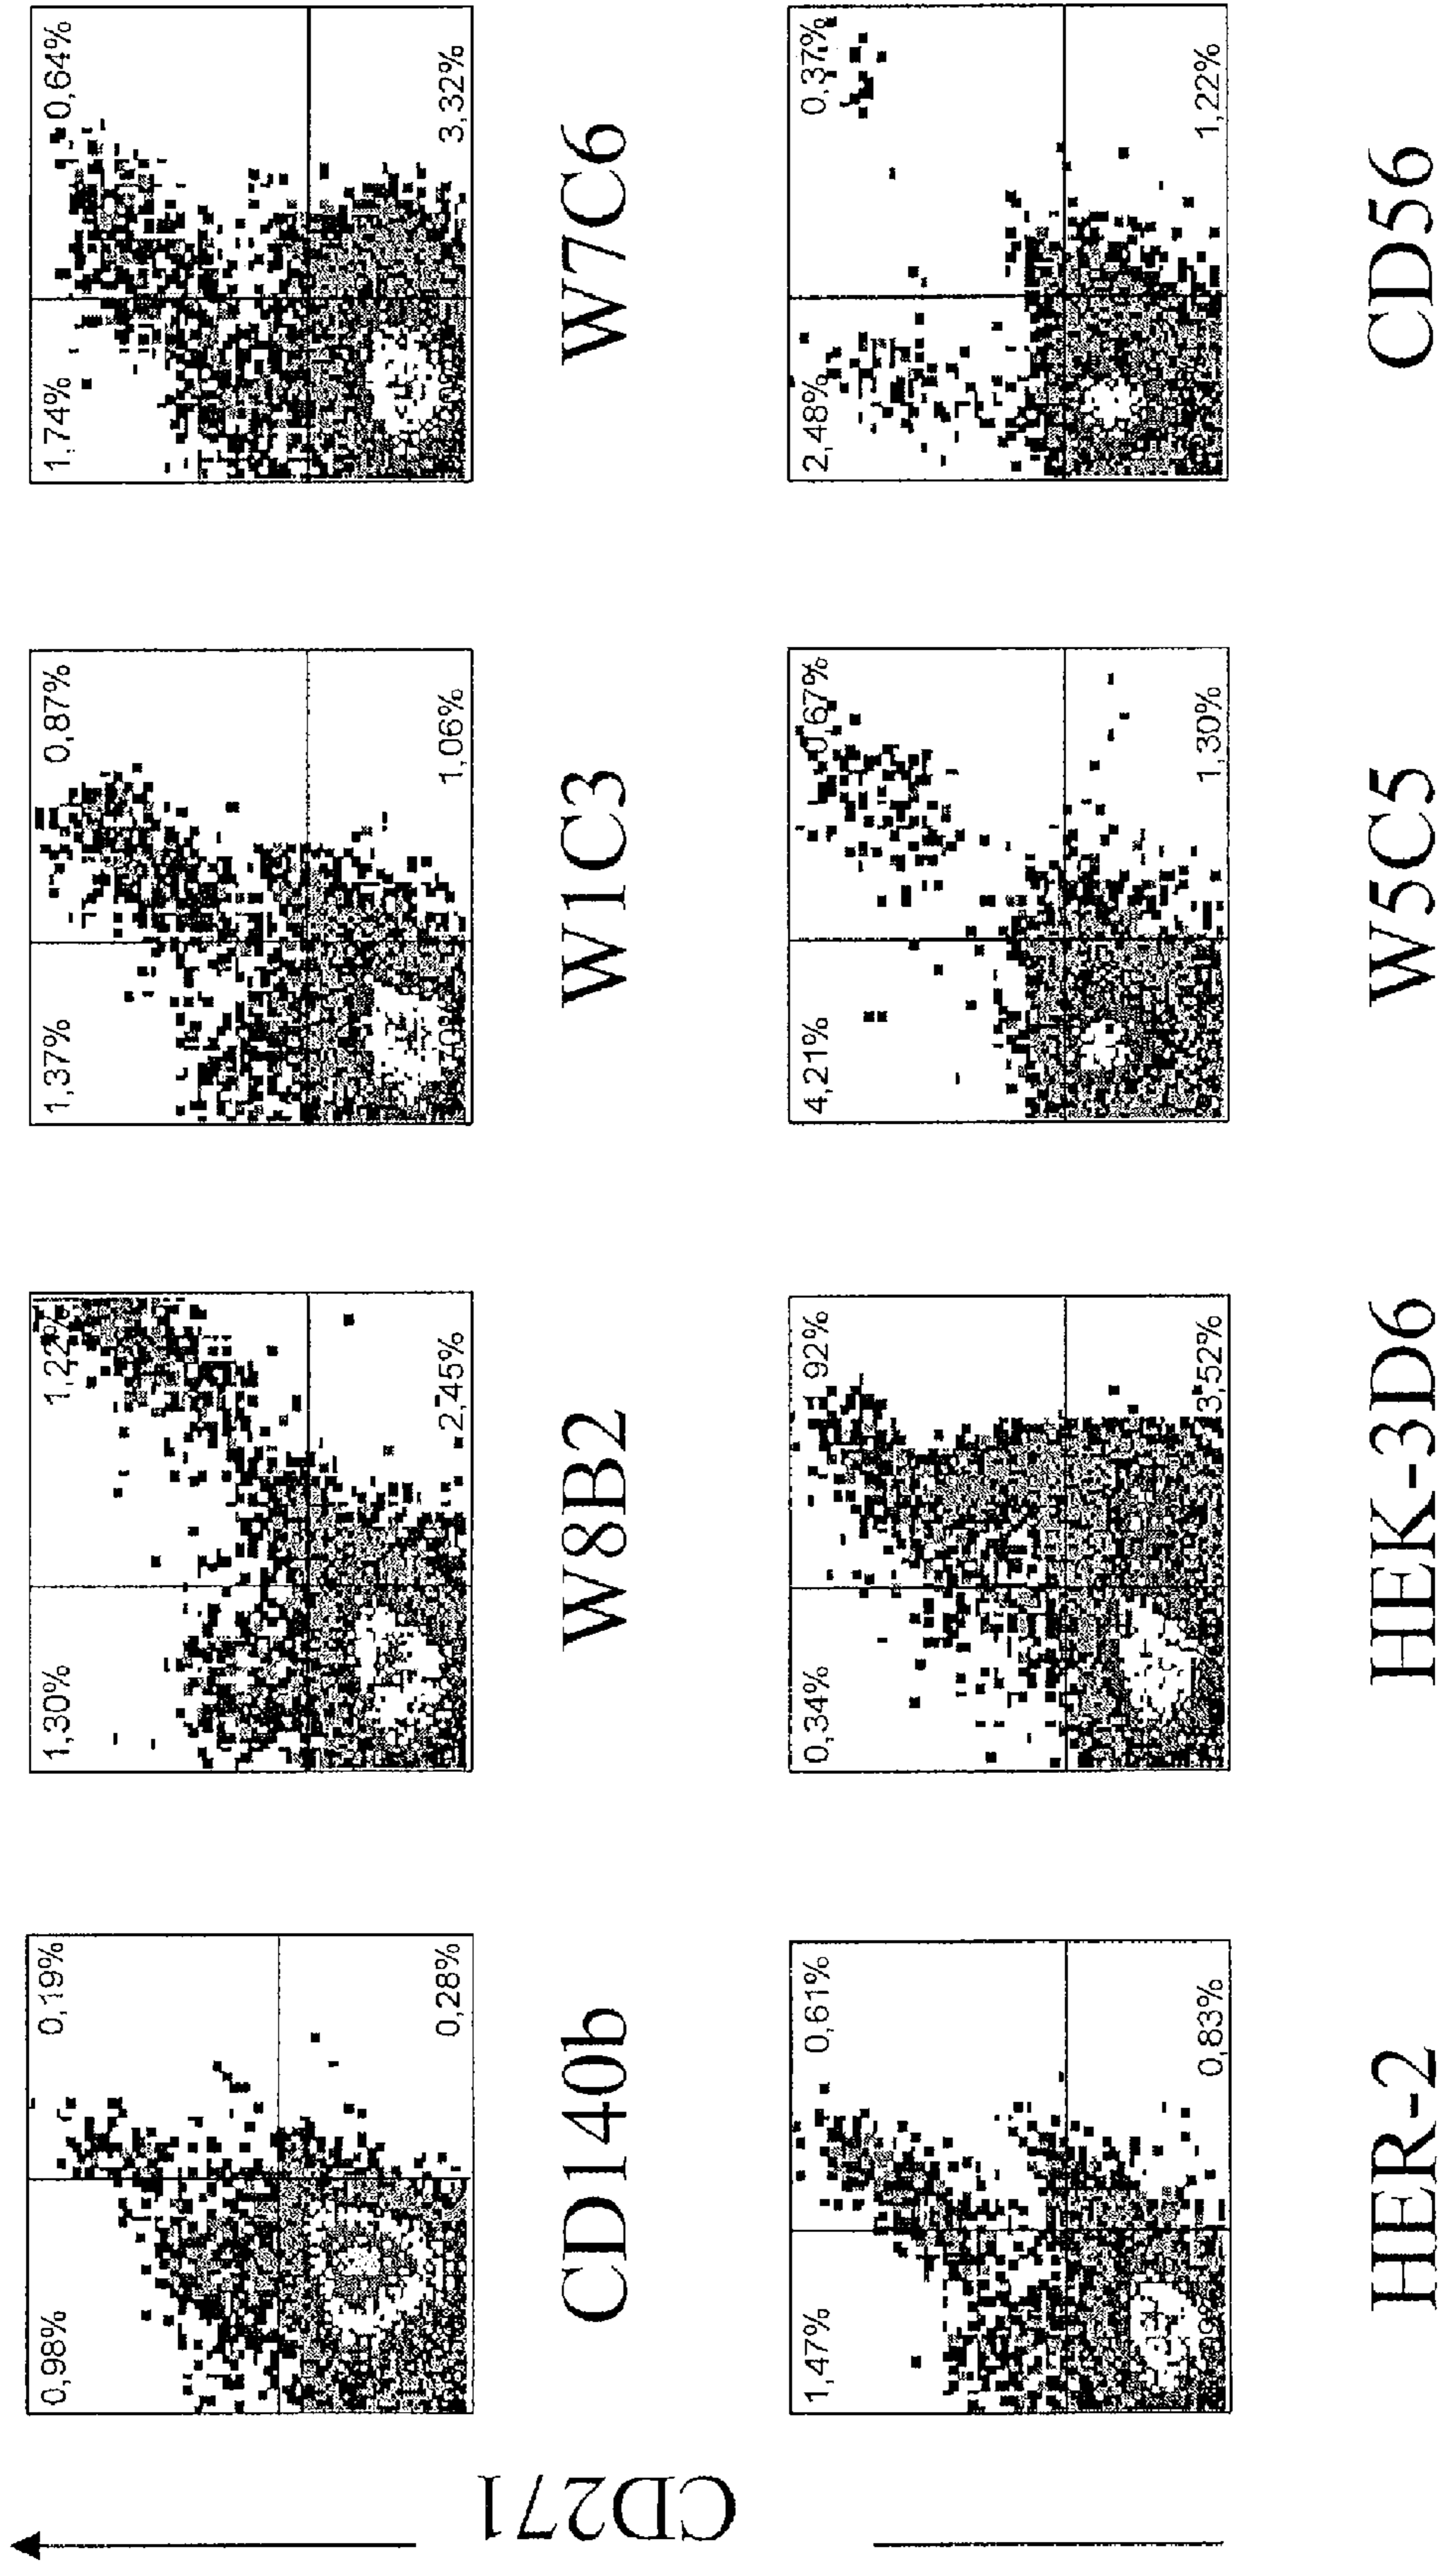 CD271
0,98%
0,19%
0,28%
CD140b
1,30%
1,22%
2,45%
W8B2
1,37%
0,87%
1,06%
W1C3
1,74%
0,64%
3,32%
W7C6
1,47%
0,61%
0,83%
HER-2
0,34%
1,92%
3,52%
HEK-3D6
4,21%
0,67%
1,30%
W5C5
2,48%
0,37%
1,22%
CD56